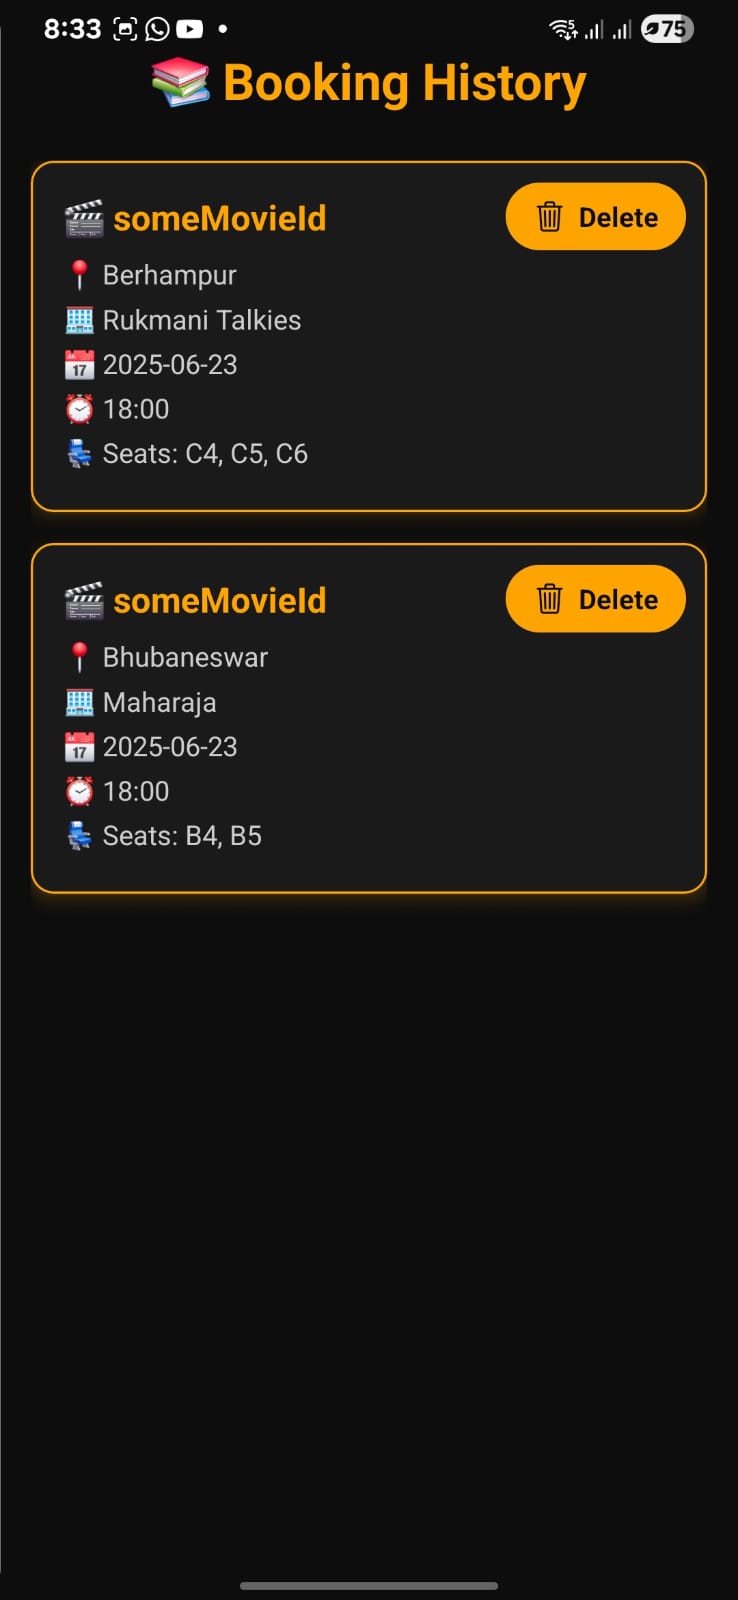 8:33
75
Booking History
someMovieId
Delete
Berhampur
Rukmani Talkies
2025-06-23
18:00
Seats: C4, C5, C6
someMovieId
Delete
Bhubaneswar
Maharaja
2025-06-23
18:00
Seats: B4, B5